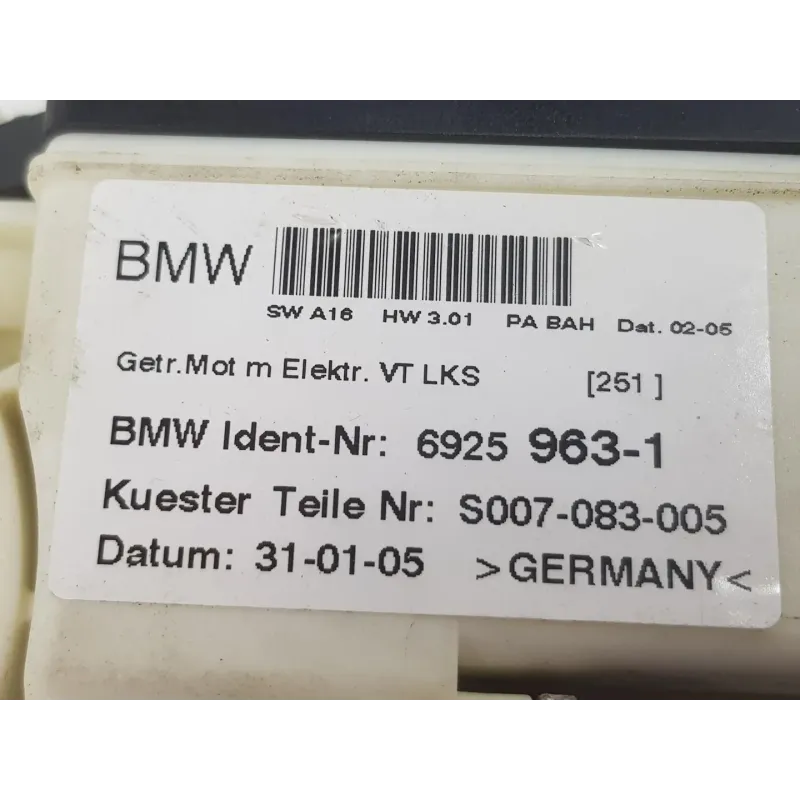 BMW
SW A16 HW 3.01 PA BAH Dat. 02-05
Getr.Mot m Elektr. VT LKS [251 ]
BMW Ident-Nr: 6925 963-1
Kuester Teile Nr: S007-083-005
Datum: 31-01-05 >GERMANY<